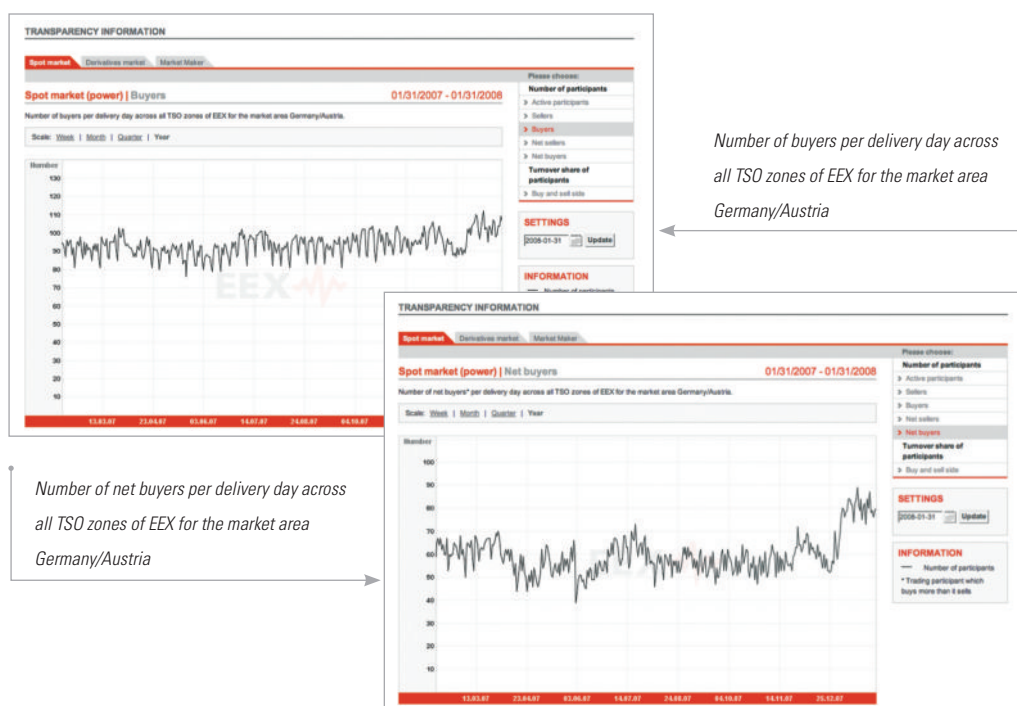 TRANSPARENCY INFORMATION
Spot market Derivatives market Market Maker
Please choose:
Spot market (power) | Buyers 01/31/2007 - 01/31/2008
Number of buyers per delivery day across all TSO zones of EEX for the market area Germany/Austria.
Scale: Week | Month | Quarter | Year
Number of participants
> Active participants
> Sellers
> Buyers
> Net sellers
> Net buyers
Turnover share of
participants
> Buy and sell side
SETTINGS
2008-01-31 Update
INFORMATION
Number of participants
Number
130
120
110
100
90
80
70
60
50
40
30
20
10
13.03.07 23.04.07 03.06.07 14.07.07 24.08.07 04.10.07
EEX
Number of buyers per delivery day across
all TSO zones of EEX for the market area
Germany/Austria
Number of net buyers per delivery day across
all TSO zones of EEX for the market area
Germany/Austria
TRANSPARENCY INFORMATION
Spot market Derivatives market Market Maker
Please choose:
Spot market (power) | Net buyers 01/31/2007 - 01/31/2008
Number of net buyers* per delivery day across all TSO zones of EEX for the market area Germany/Austria.
Scale: Week | Month | Quarter | Year
Number of participants
> Active participants
> Sellers
> Buyers
> Net sellers
> Net buyers
Turnover share of
participants
> Buy and sell side
SETTINGS
2008-01-31 Update
INFORMATION
Number of participants
* Trading participant which
buys more than it sells
Number
100
90
80
70
60
50
40
30
20
10
13.03.07 23.04.07 03.06.07 14.07.07 24.08.07 04.10.07 14.11.07 25.12.07